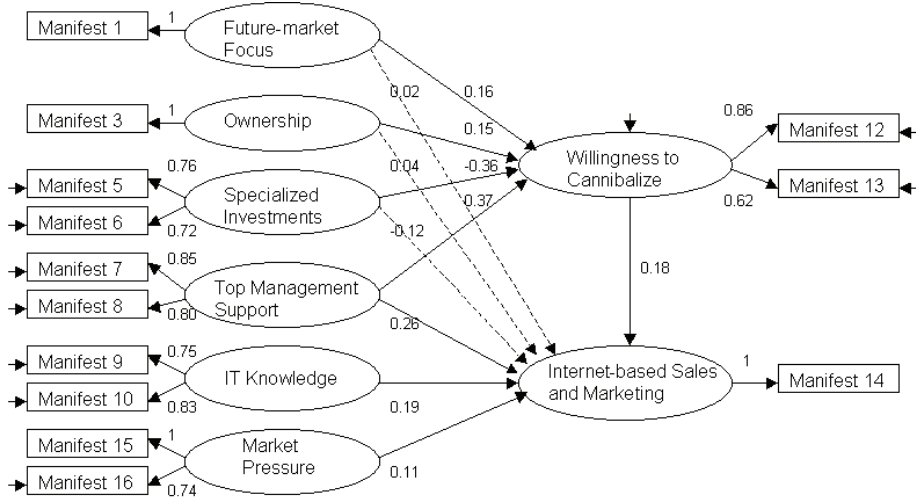 Manifest 1
1
Future-market
Focus
Manifest 3
1
Ownership
0.02
0.16
0.15
0.04
-0.36
0.37
-0.12
Manifest 5
0.76
Manifest 6
0.72
Specialized
Investments
Willingness to
Cannibalize
0.86
Manifest 12
Manifest 13
0.62
Manifest 7
0.85
Manifest 8
0.80
Top Management
Support
0.26
0.18
Manifest 9
0.75
Manifest 10
0.83
IT Knowledge
0.19
Internet-based Sales
and Marketing
1
Manifest 14
Manifest 15
1
Manifest 16
0.74
Market
Pressure
0.11